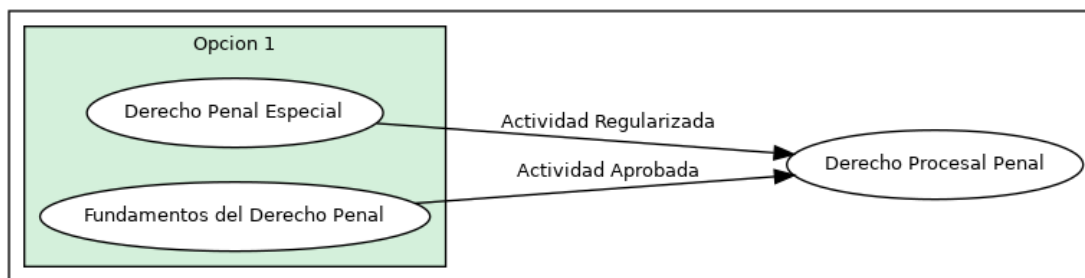 Opcion 1
Derecho Penal Especial
Actividad Regularizada
Derecho Procesal Penal
Actividad Aprobada
Fundamentos del Derecho Penal